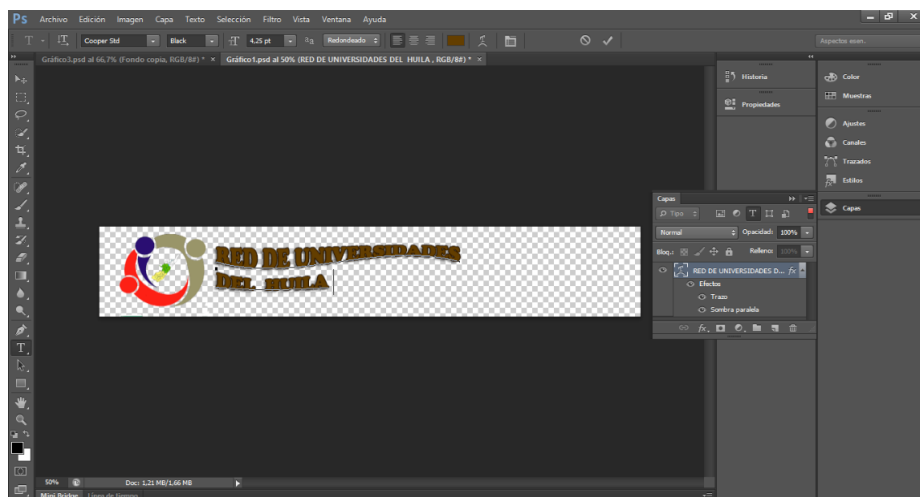 Ps Archivo Edición Imagen Capa Texto Selección Filtro Vista Ventana Ayuda
T Cooper Std Black 4.25 pt Redondeado Aspectos esen.
Gráfico3.psd al 66,7% (Fondo copia, RGB/8#) * × Gráfico1.psd al 50% (RED DE UNIVERSIDADES DEL HUILA , RGB/8#) * ×
Historia
Propiedades
Color
Muestras
Ajustes
Canales
Trazados
Estilos
Capas
RED DE UNIVERSIDADES
DEL HUILA
Capas
Tipo
Normal Opacidad: 100%
Bloq.: Relleno: 100%
RED DE UNIVERSIDADES D... fx
Efectos
Trazo
Sombra paralela
50% Doc: 1,21 MB/1,66 MB
Mini Bridge Línea de tiempo